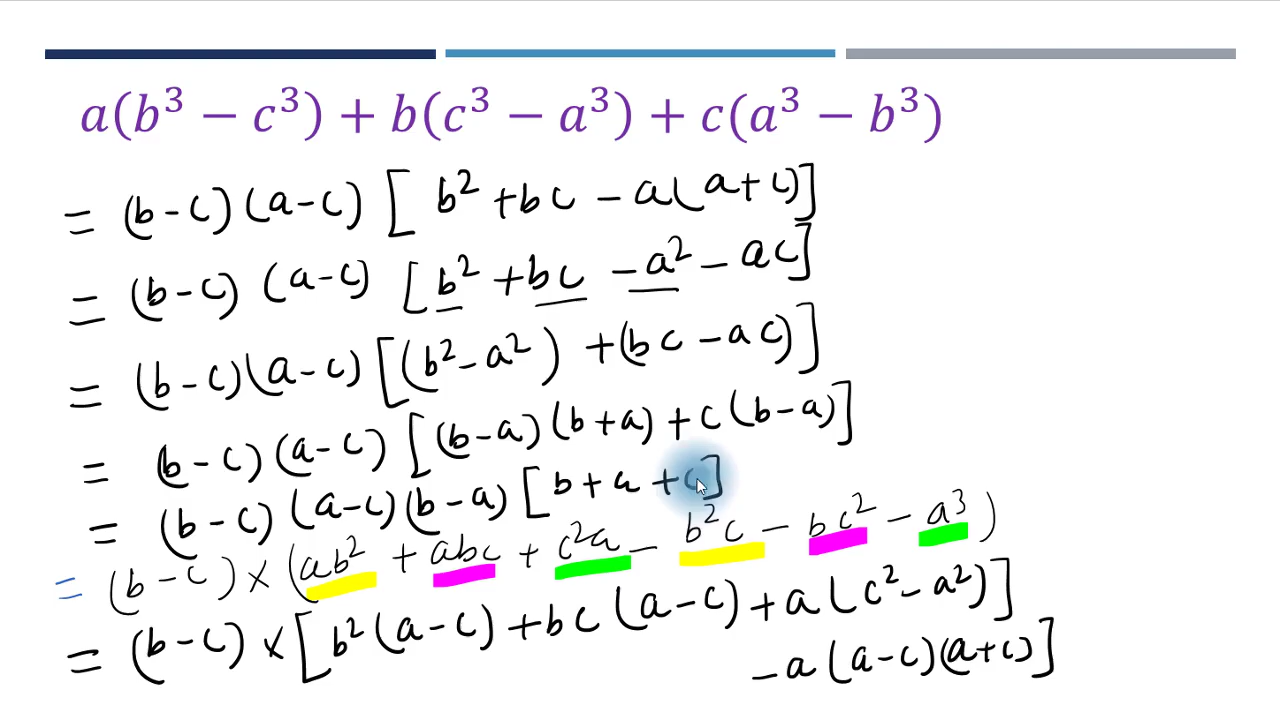 a(b³ − c³) + b(c³ − a³) + c(a³ − b³)
= (b-c)(a-c) [ b² + bc - a(a+c)]
= (b-c) (a-c) [b² + bc - a² - ac]
= (b-c)(a-c) [(b² - a²) + (bc - ac)]
= (b-c)(a-c) [(b-a)(b+a) + c(b-a)]
= (b-c) (a-c)(b-a) [b + a + c]
= (b-c) × (ab² + abc + c²a - b²c - bc² - a³)
= (b-c) × [b²(a-c) + bc (a-c) + a (c² - a²)]
- a (a-c)(a+c)]